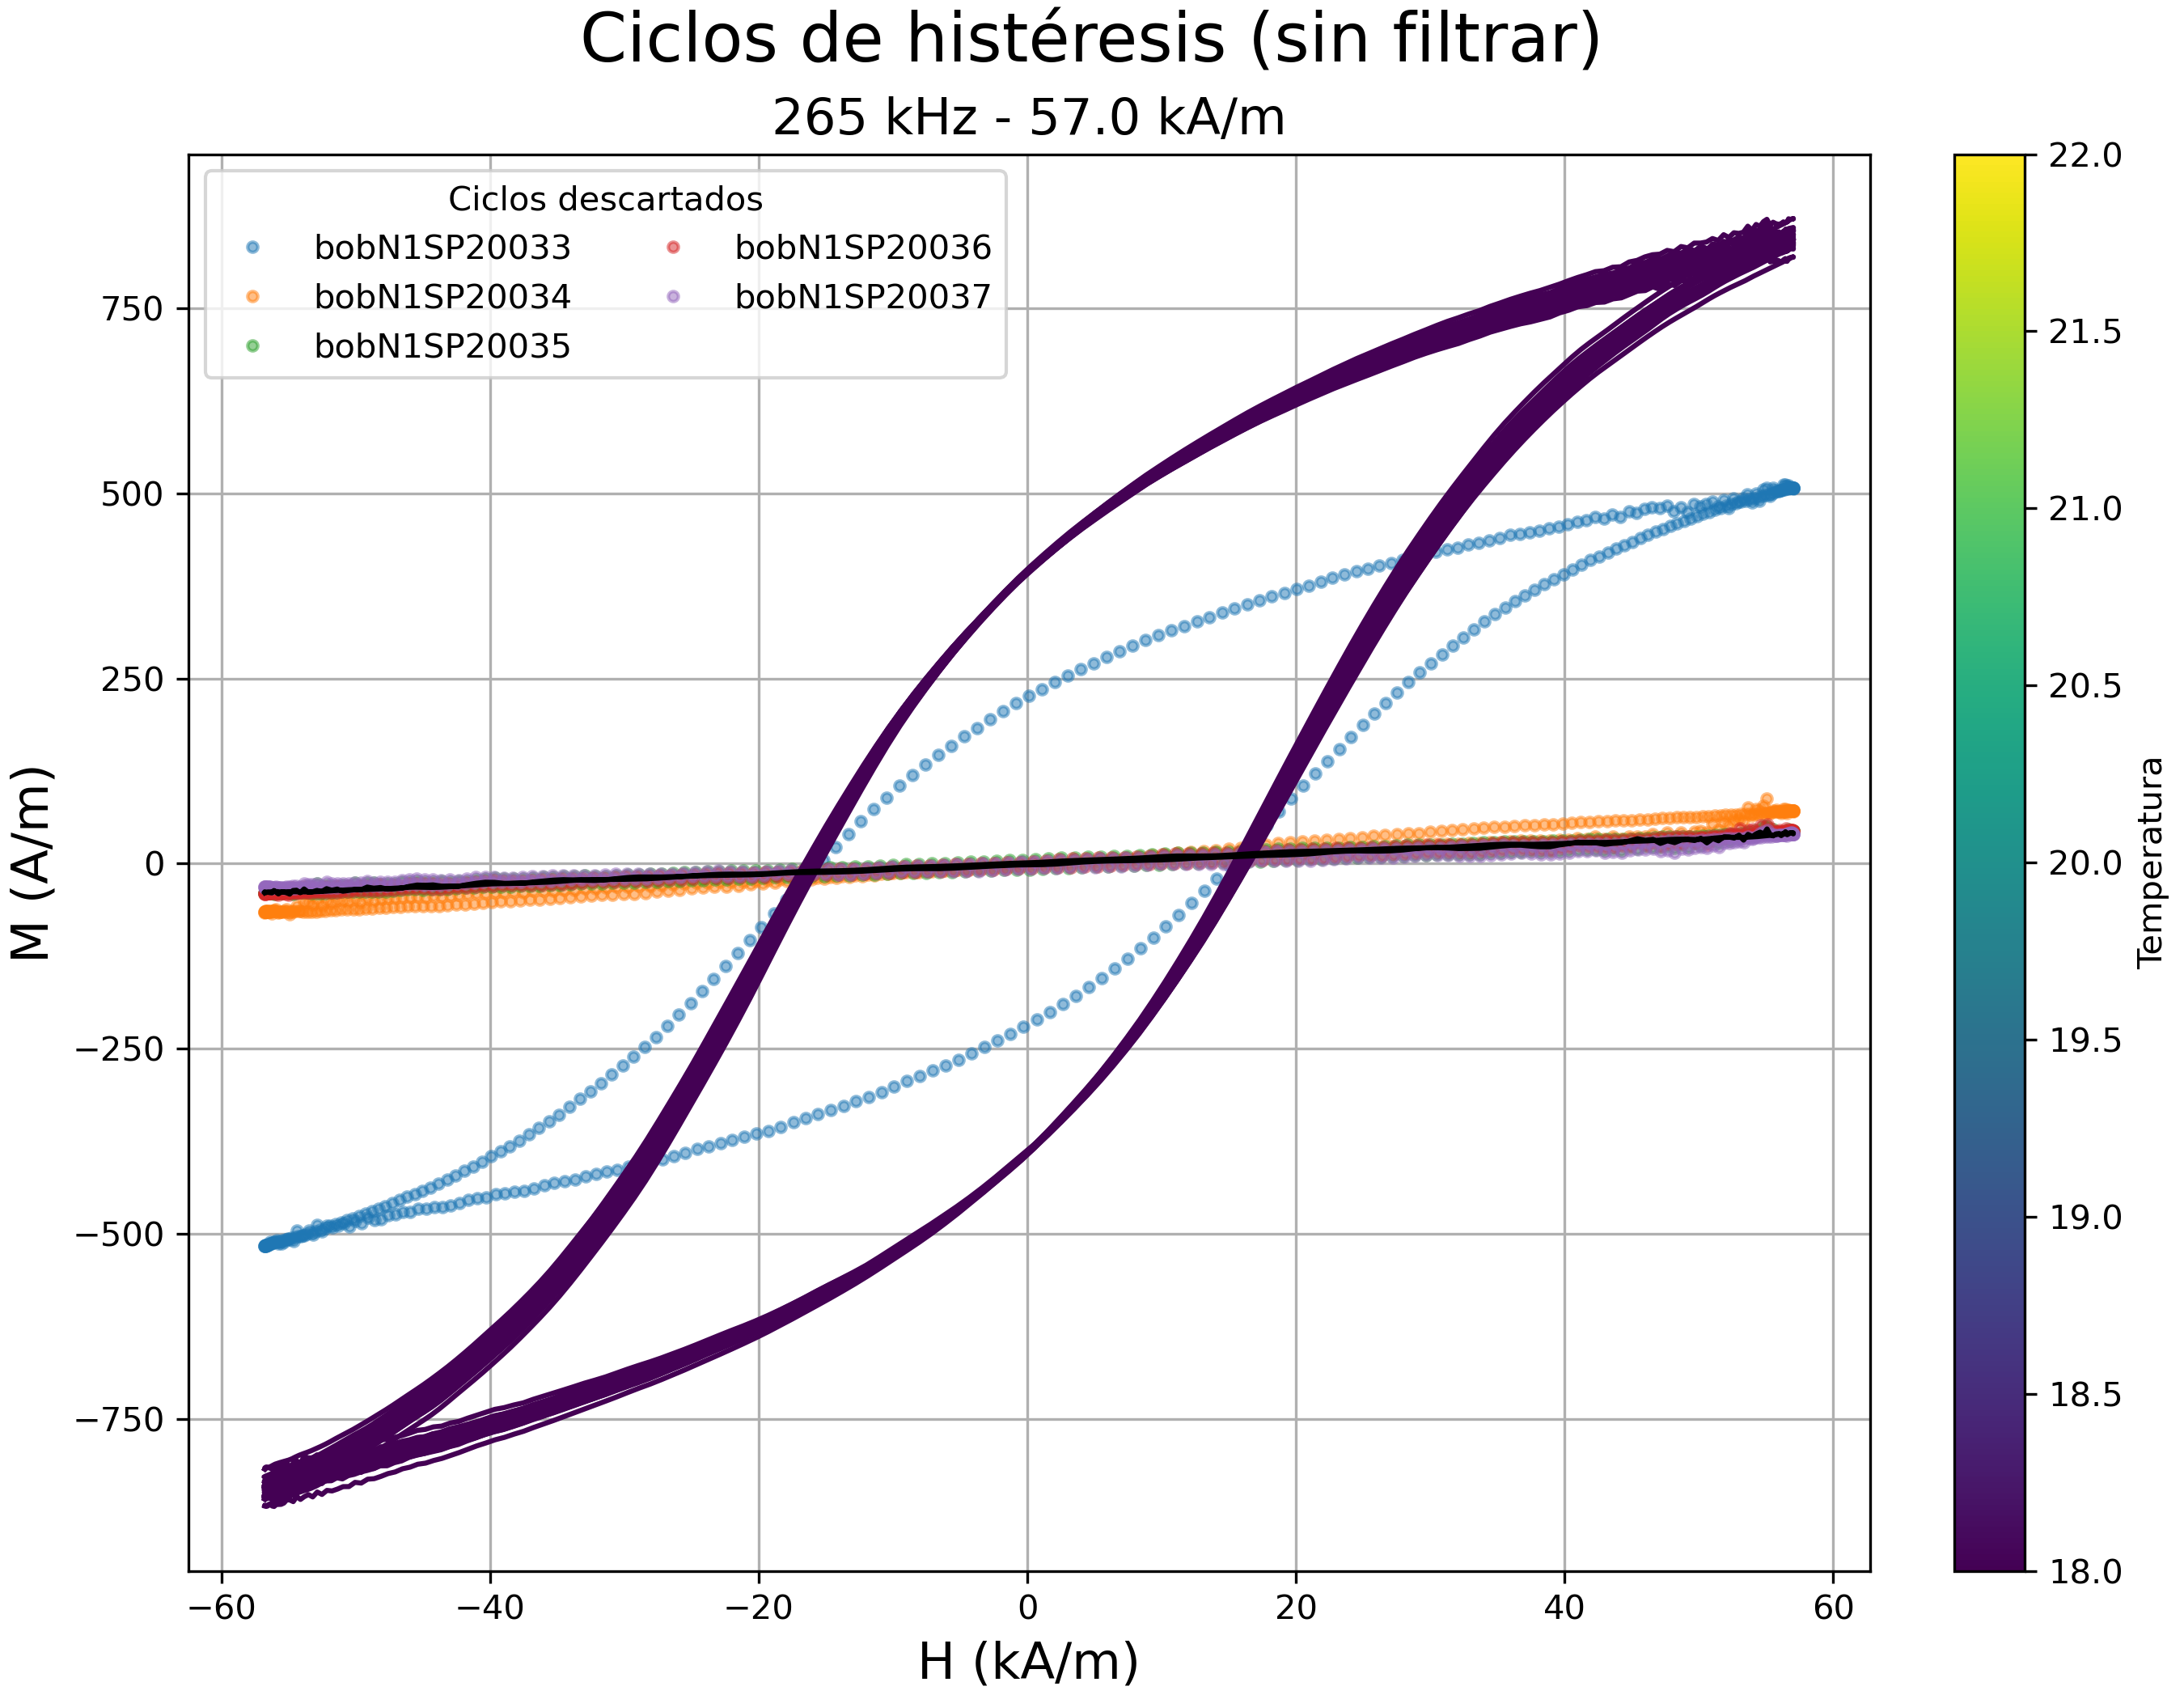 Ciclos de histéresis (sin filtrar)
265 kHz - 57.0 kA/m
Ciclos descartados
bobN1SP20033
bobN1SP20034
bobN1SP20035
bobN1SP20036
bobN1SP20037
M (A/m)
750
500
250
0
−250
−500
−750
−60
−40
−20
0
20
40
60
H (kA/m)
22.0
21.5
21.0
20.5
20.0
19.5
19.0
18.5
18.0
Temperatura